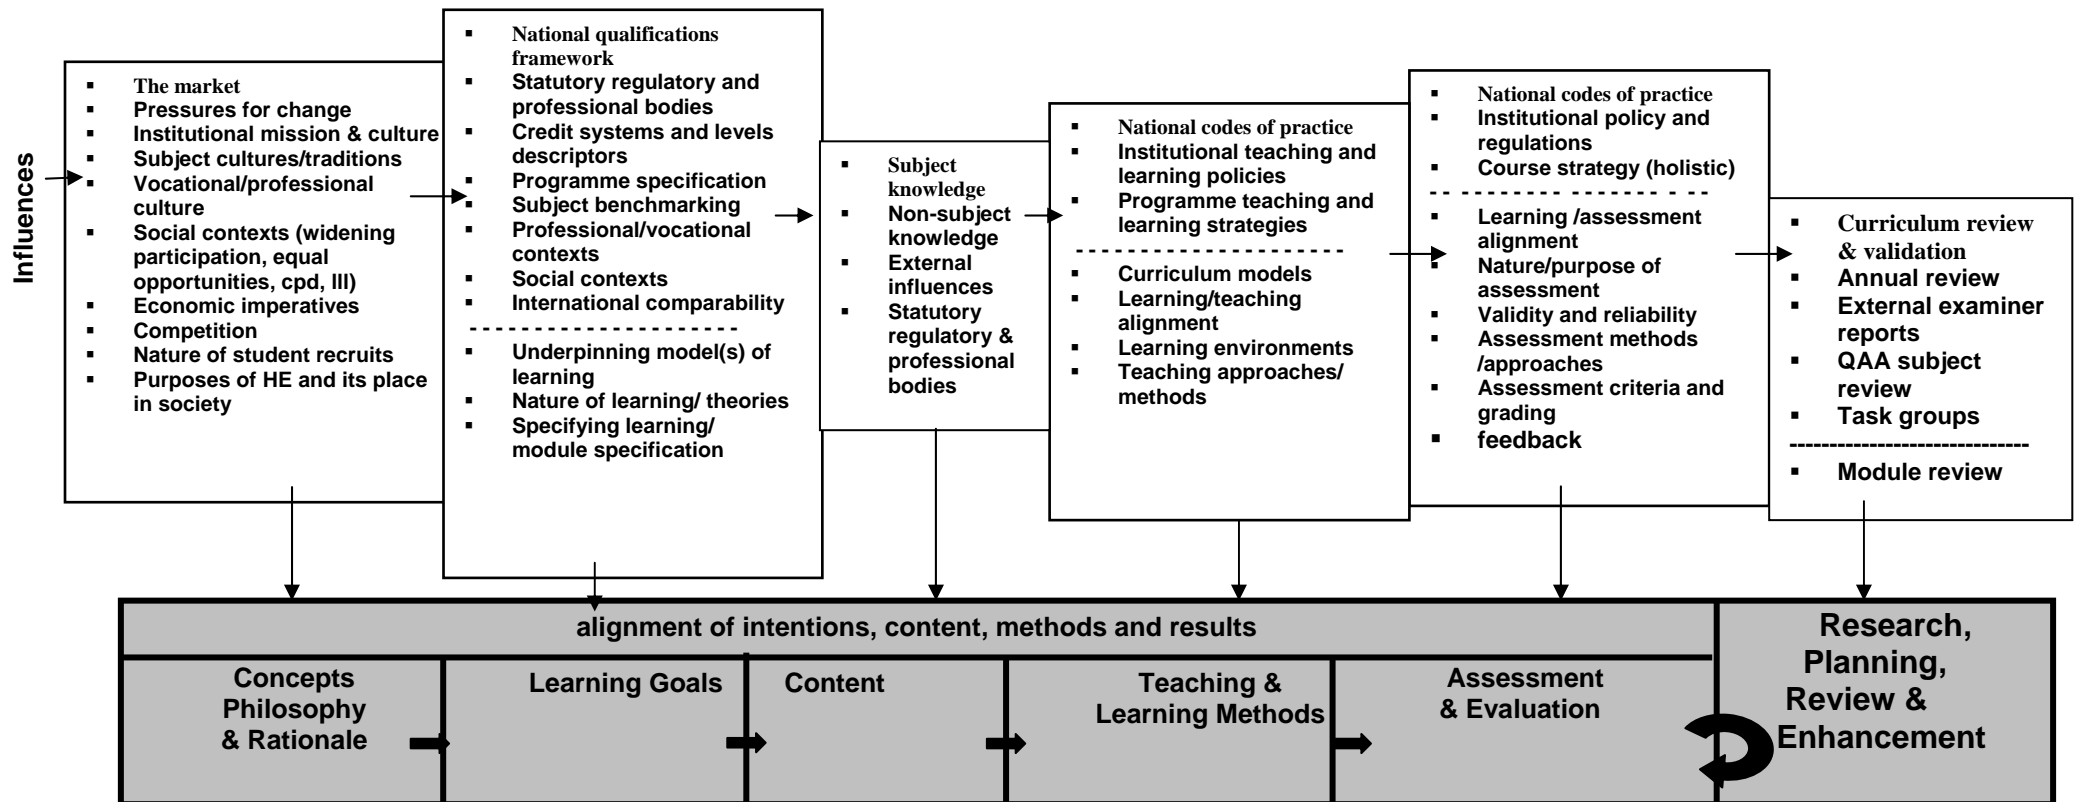 Influences
▪ The market
▪ Pressures for change
▪ Institutional mission & culture
▪ Subject cultures/traditions
▪ Vocational/professional
culture
▪ Social contexts (widening
participation, equal
opportunities, cpd, lll)
▪ Economic imperatives
▪ Competition
▪ Nature of student recruits
▪ Purposes of HE and its place
in society
▪ National qualifications
framework
▪ Statutory regulatory and
professional bodies
▪ Credit systems and levels
descriptors
▪ Programme specification
▪ Subject benchmarking
▪ Professional/vocational
contexts
▪ Social contexts
▪ International comparability
▪ Underpinning model(s) of
learning
▪ Nature of learning/ theories
▪ Specifying learning/
module specification
▪ Subject
knowledge
▪ Non-subject
knowledge
▪ External
influences
▪ Statutory
regulatory &
professional
bodies
▪ National codes of practice
▪ Institutional teaching and
learning policies
▪ Programme teaching and
learning strategies
▪ Curriculum models
▪ Learning/teaching
alignment
▪ Learning environments
▪ Teaching approaches/
methods
▪ National codes of practice
▪ Institutional policy and
regulations
▪ Course strategy (holistic)
▪ Learning /assessment
alignment
▪ Nature/purpose of
assessment
▪ Validity and reliability
▪ Assessment methods
/approaches
▪ Assessment criteria and
grading
▪ feedback
▪ Curriculum review
& validation
▪ Annual review
▪ External examiner
reports
▪ QAA subject
review
▪ Task groups
▪ Module review
alignment of intentions, content, methods and results
Concepts
Philosophy
& Rationale
Learning Goals
Content
Teaching &
Learning Methods
Assessment
& Evaluation
Research,
Planning,
Review &
Enhancement